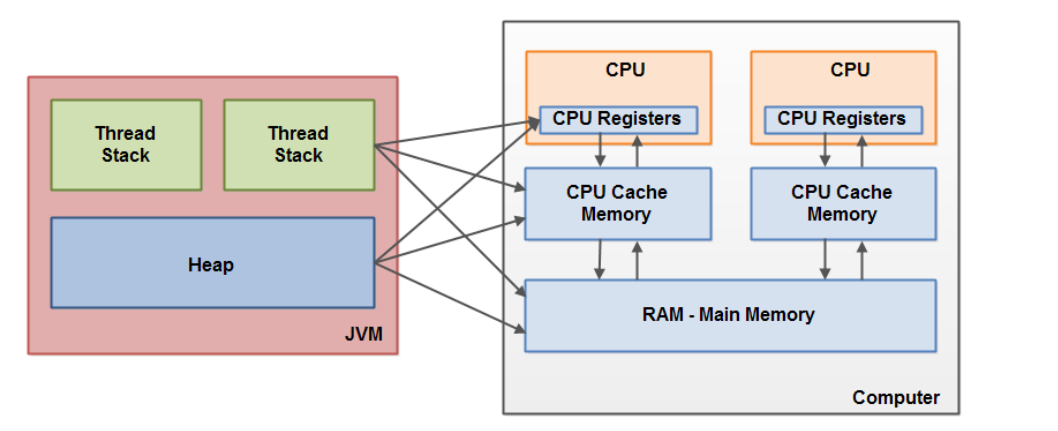 Thread
Stack
Thread
Stack
Heap
JVM
CPU
CPU Registers
CPU Cache
Memory
CPU
CPU Registers
CPU Cache
Memory
RAM - Main Memory
Computer